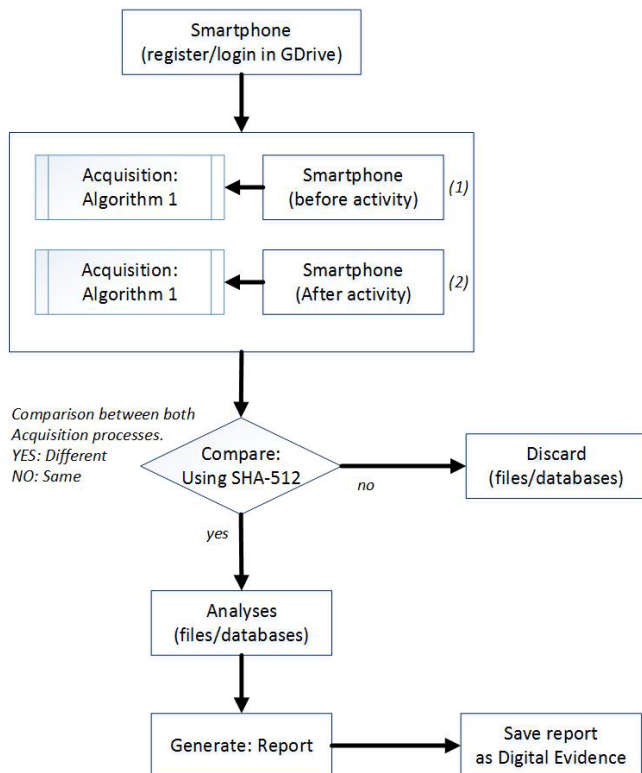 Smartphone
(register/login in GDrive)
Acquisition:
Algorithm 1
Smartphone
(before activity)
(1)
Acquisition:
Algorithm 1
Smartphone
(After activity)
(2)
Comparison between both
Acquisition processes.
YES: Different
NO: Same
Compare:
Using SHA-512
no
Discard
(files/databases)
yes
Analyses
(files/databases)
Generate: Report
Save report
as Digital Evidence